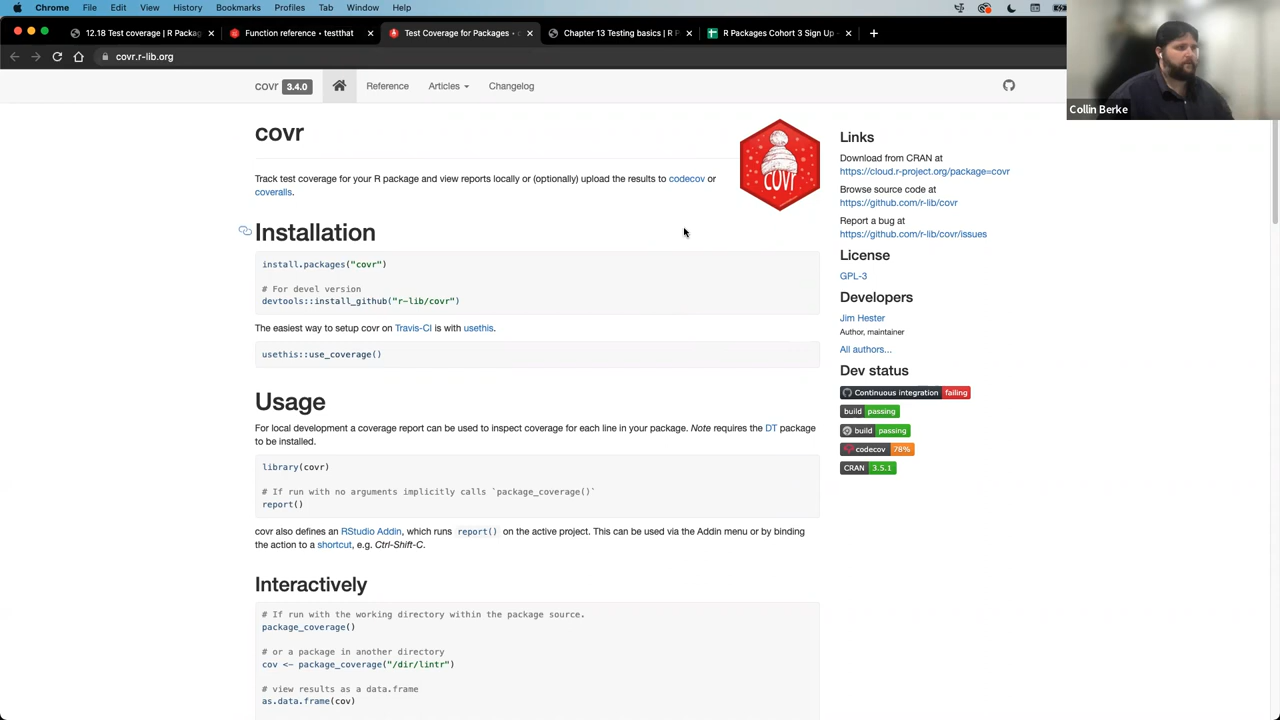 Chrome File Edit View History Bookmarks Profiles Tab Window Help
12.18 Test coverage | R Packag
Function reference • testthat
Test Coverage for Packages •
Chapter 13 Testing basics | R P
R Packages Cohort 3 Sign Up
covr.r-lib.org
Collin Berke
covr 3.4.0 Reference Articles Changelog
covr
COVR
Track test coverage for your R package and view reports locally or (optionally) upload the results to codecov or
coveralls.
Installation
install.packages("covr")
# For devel version
devtools::install_github("r-lib/covr")
The easiest way to setup covr on Travis-CI is with usethis.
usethis::use_coverage()
Usage
For local development a coverage report can be used to inspect coverage for each line in your package. Note requires the DT package
to be installed.
library(covr)
# If run with no arguments implicitly calls `package_coverage()`
report()
covr also defines an RStudio Addin, which runs report() on the active project. This can be used via the Addin menu or by binding
the action to a shortcut, e.g. Ctrl-Shift-C.
Interactively
# If run with the working directory within the package source.
package_coverage()
# or a package in another directory
cov <- package_coverage("/dir/lintr")
# view results as a data.frame
as.data.frame(cov)
Links
Download from CRAN at
https://cloud.r-project.org/package=covr
Browse source code at
https://github.com/r-lib/covr
Report a bug at
https://github.com/r-lib/covr/issues
License
GPL-3
Developers
Jim Hester
Author, maintainer
All authors...
Dev status
Continuous integration failing
build passing
build passing
codecov 78%
CRAN 3.5.1